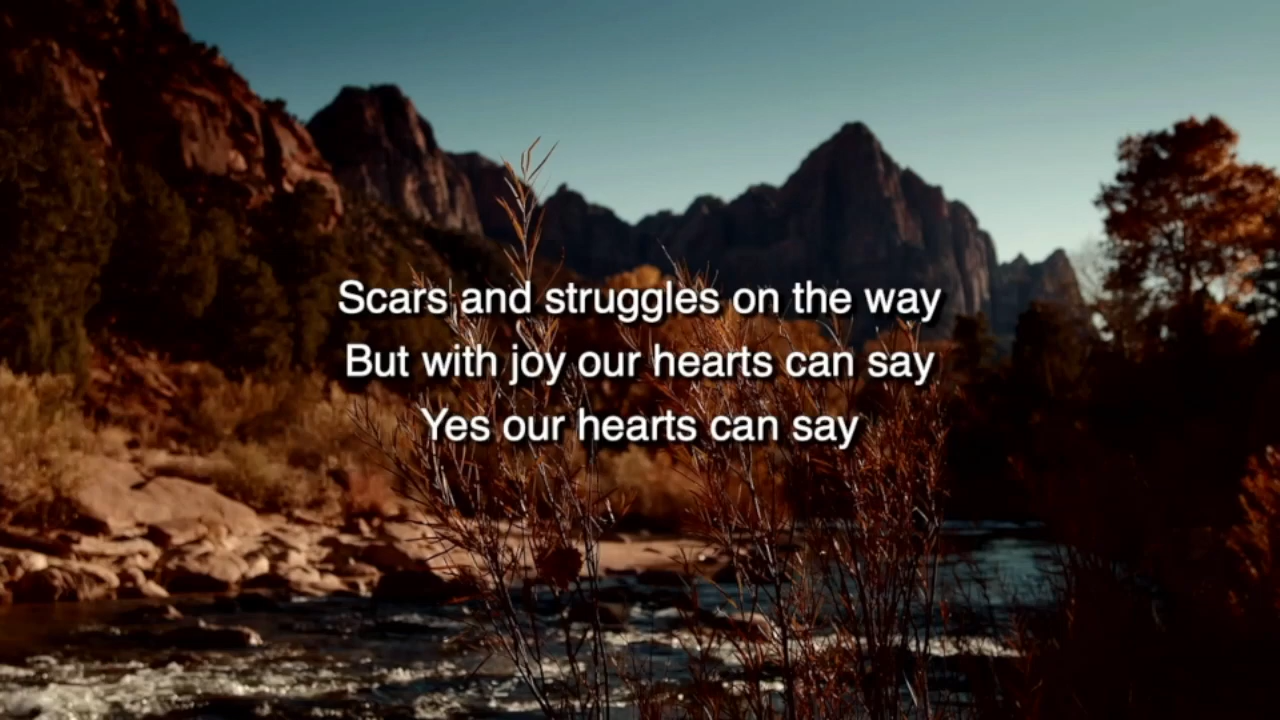 Scars and struggles on the way
But with joy our hearts can say
Yes our hearts can say